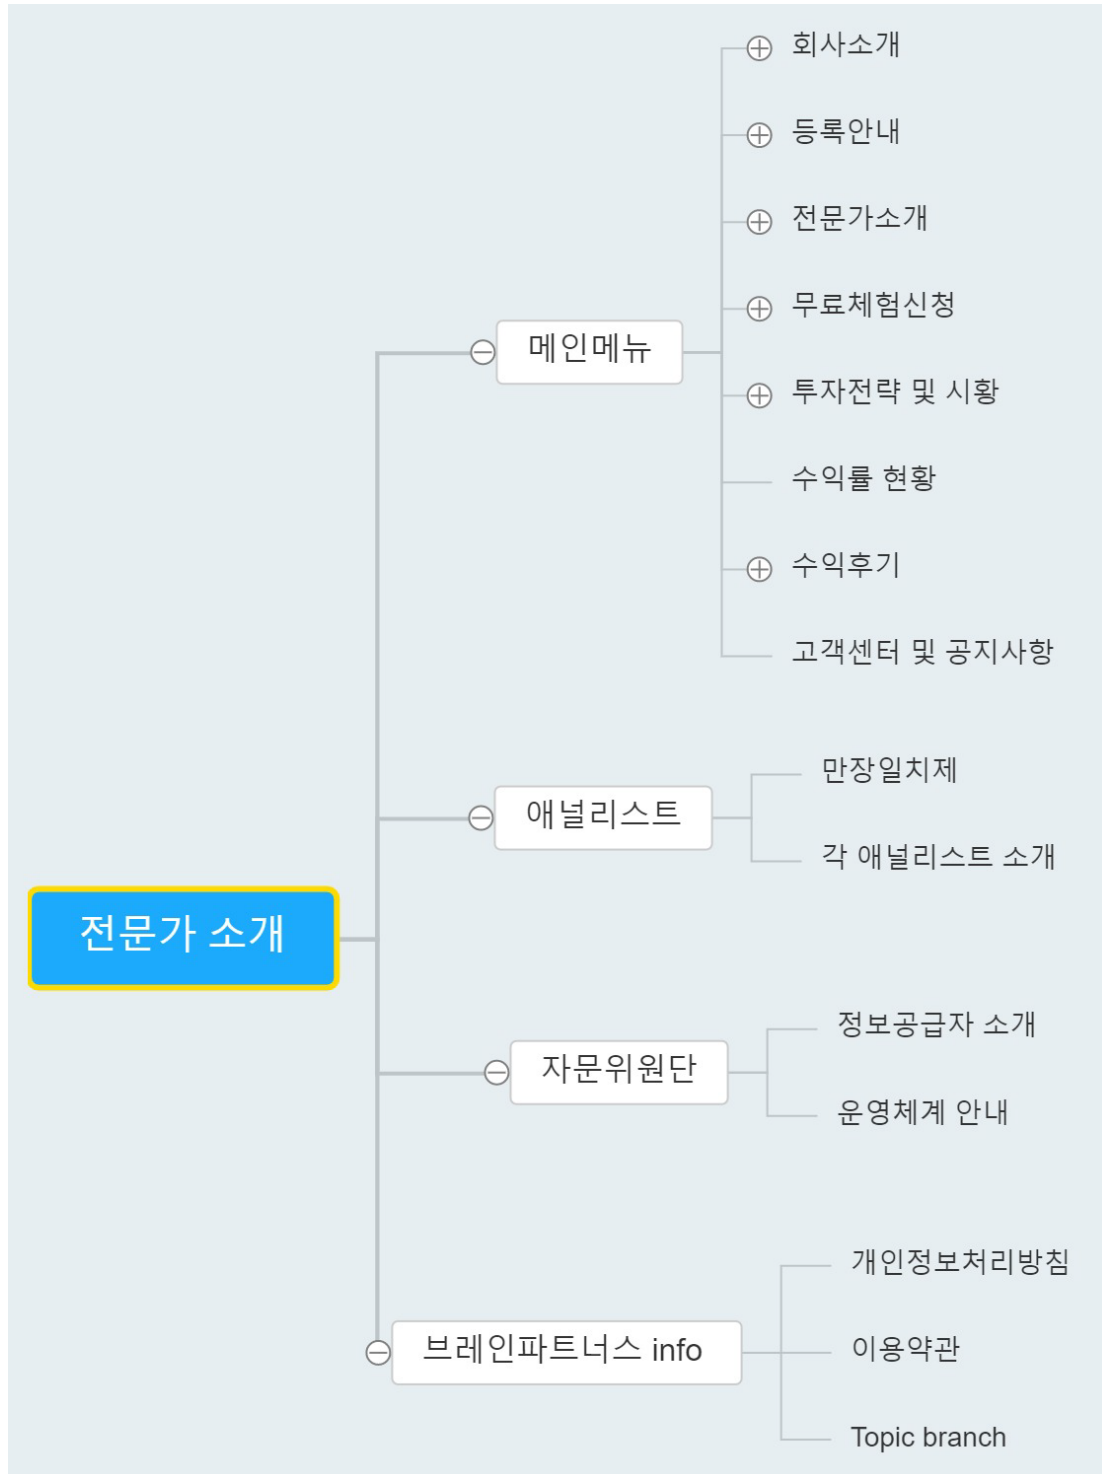 회사소개
등록안내
전문가소개
무료체험신청
메인메뉴
투자전략 및 시황
수익률 현황
수익후기
고객센터 및 공지사항
만장일치제
애널리스트
각 애널리스트 소개
전문가 소개
정보공급자 소개
자문위원단
운영체계 안내
개인정보처리방침
브레인파트너스 info
이용약관
Topic branch